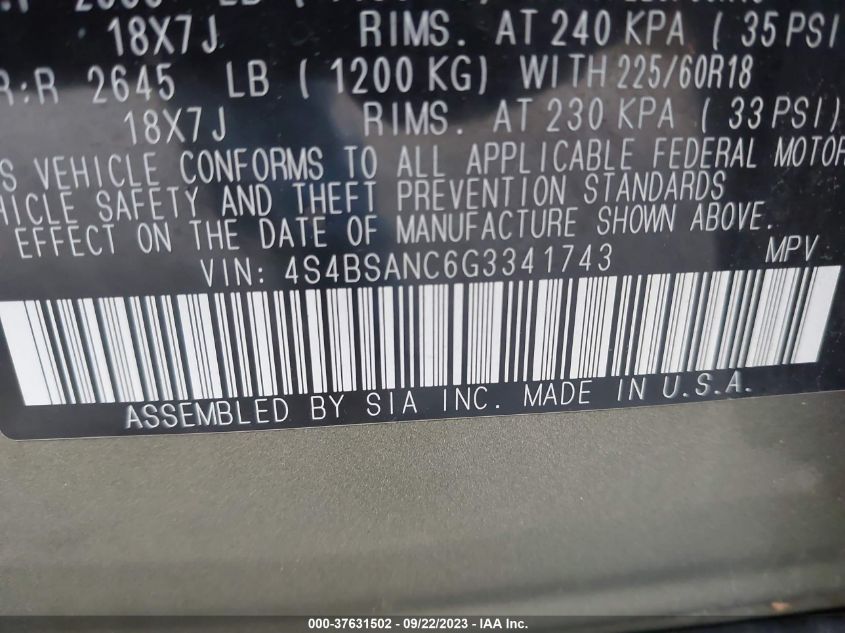 18X7J RIMS. AT 240 KPA ( 35 PSI
R:R 2645 LB ( 1200 KG) WITH 225/60R18
18X7J RIMS. AT 230 KPA ( 33 PSI)
S VEHICLE CONFORMS TO ALL APPLICABLE FEDERAL MOTOR
HICLE SAFETY AND THEFT PREVENTION STANDARDS
EFFECT ON THE DATE OF MANUFACTURE SHOWN ABOVE.
VIN: 4S4BSANC6G3341743 MPV
ASSEMBLED BY SIA INC. MADE IN U.S.A.
000-37631502 - 09/22/2023 - IMPACT AUTO AUCTIONS, Inc.